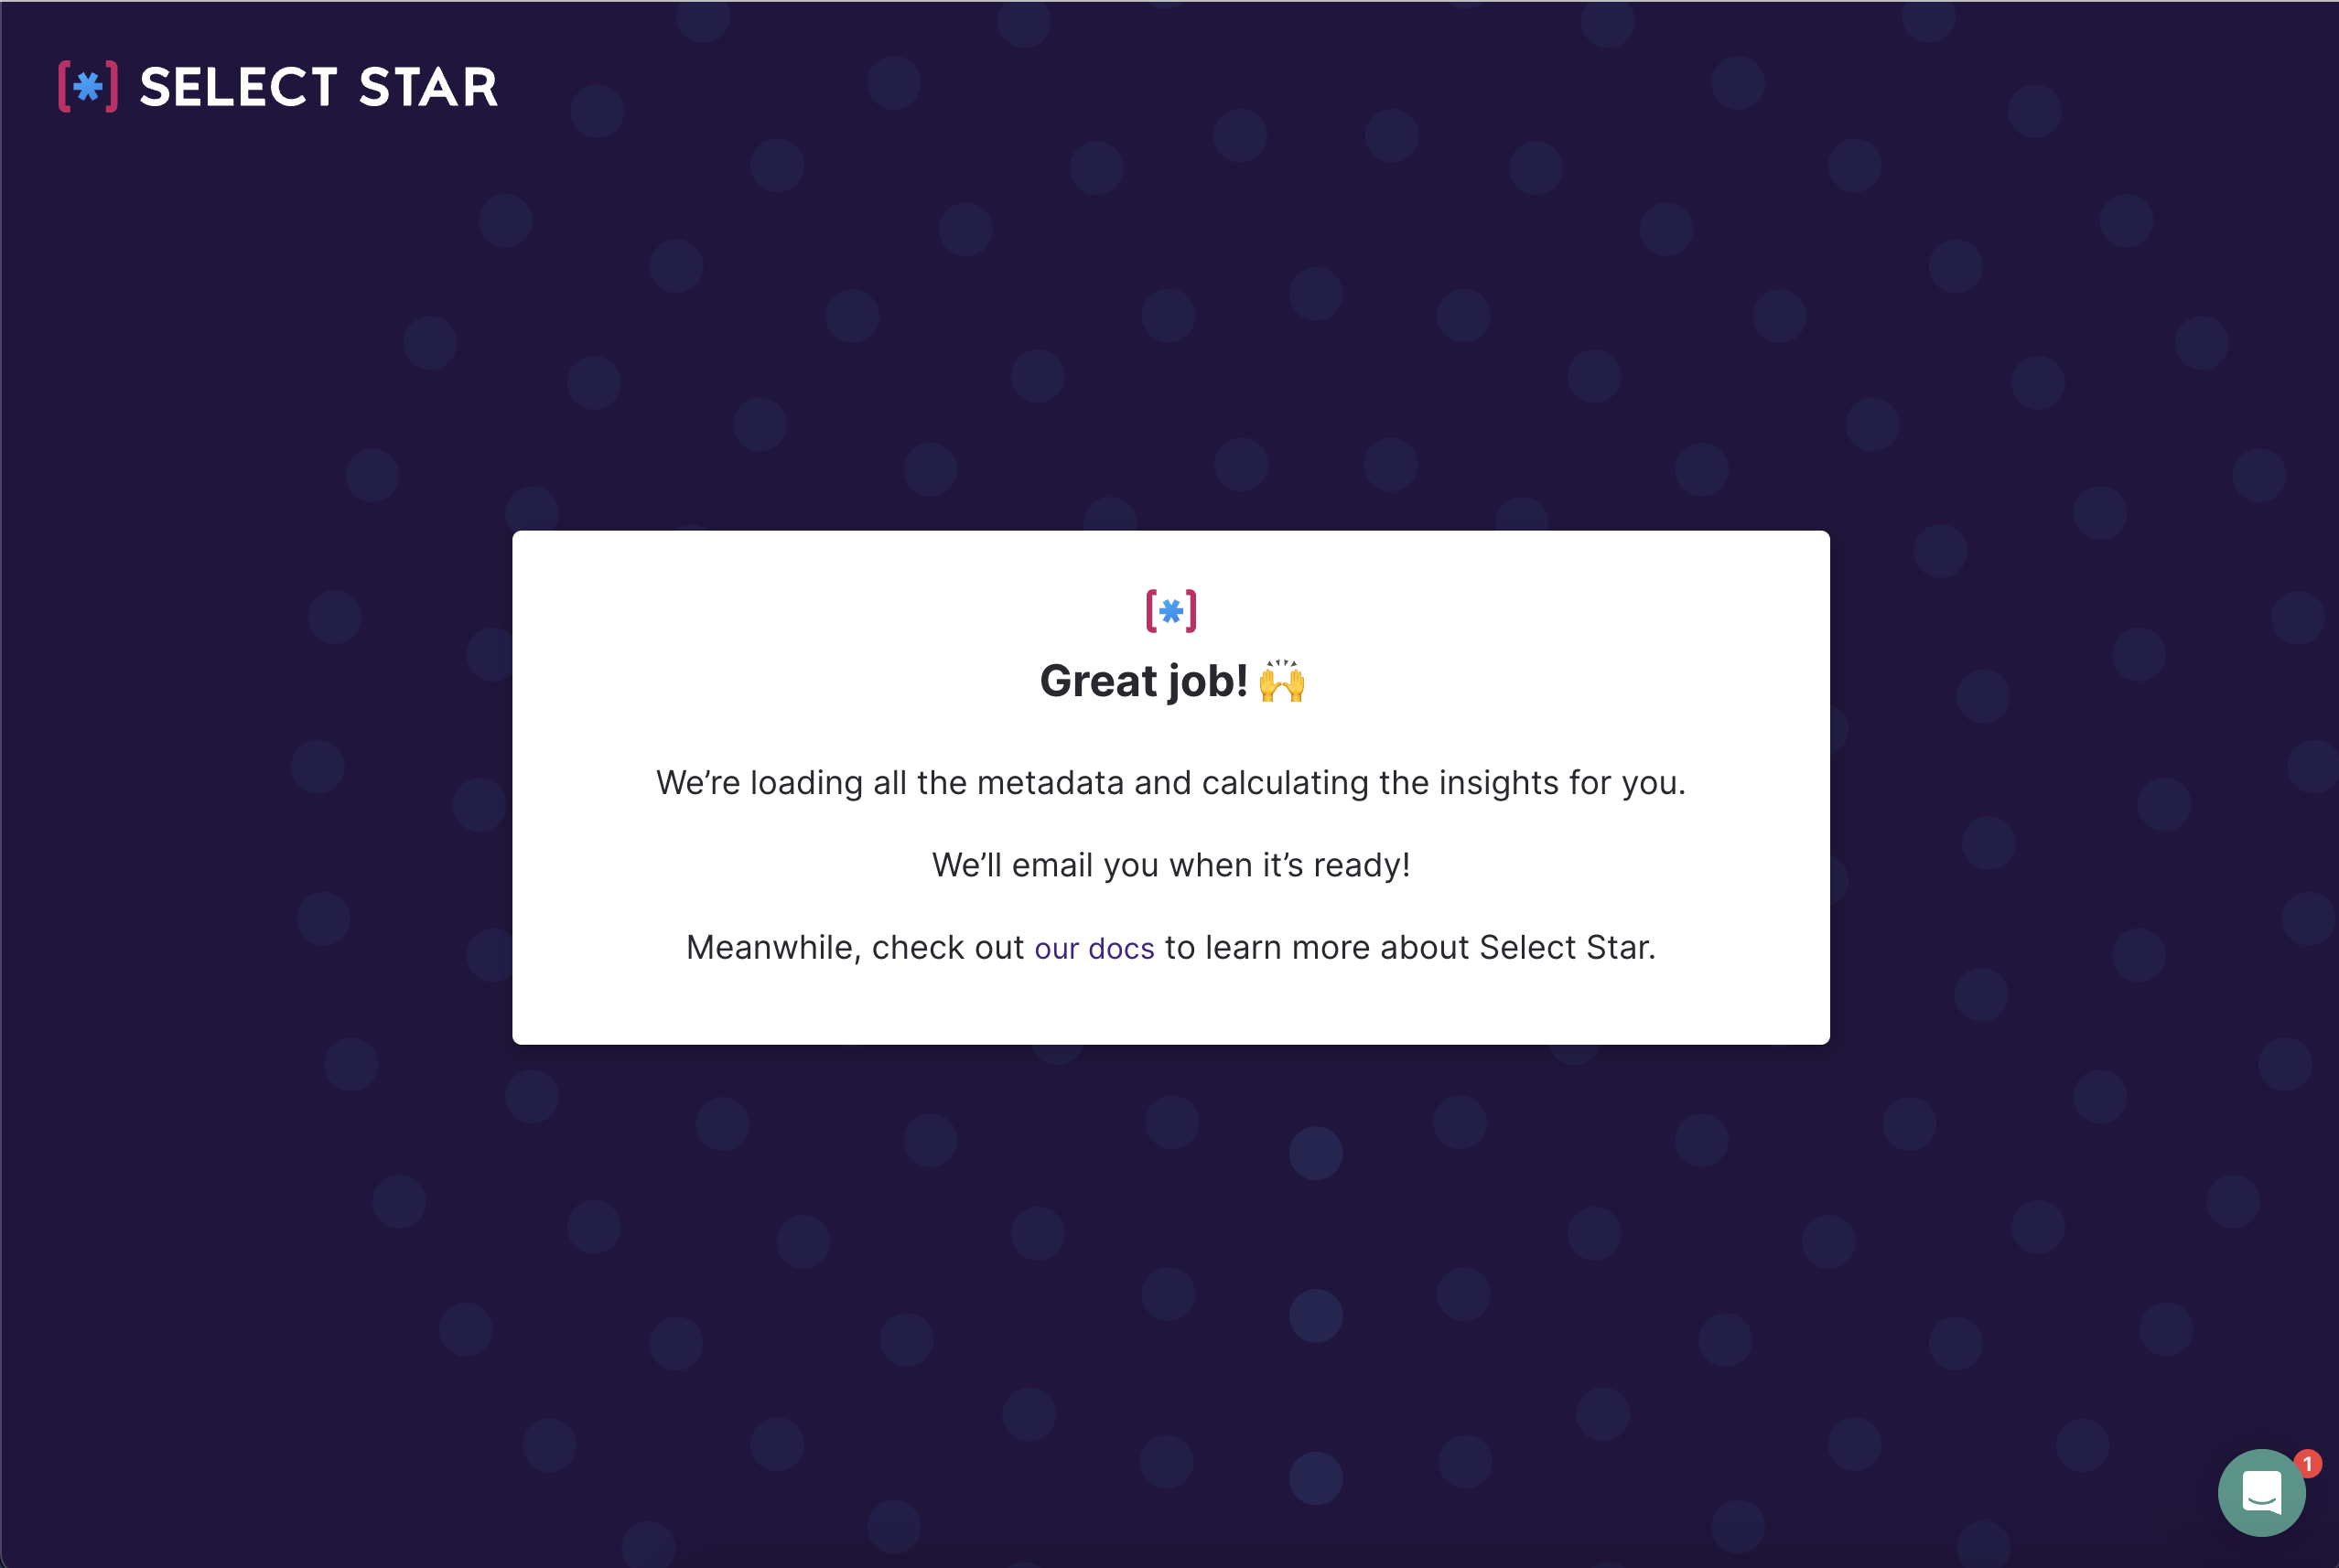 SELECT STAR
Great job! 🙌
We’re loading all the metadata and calculating the insights for you.
We’ll email you when it’s ready!
Meanwhile, check out our docs to learn more about Select Star.
1